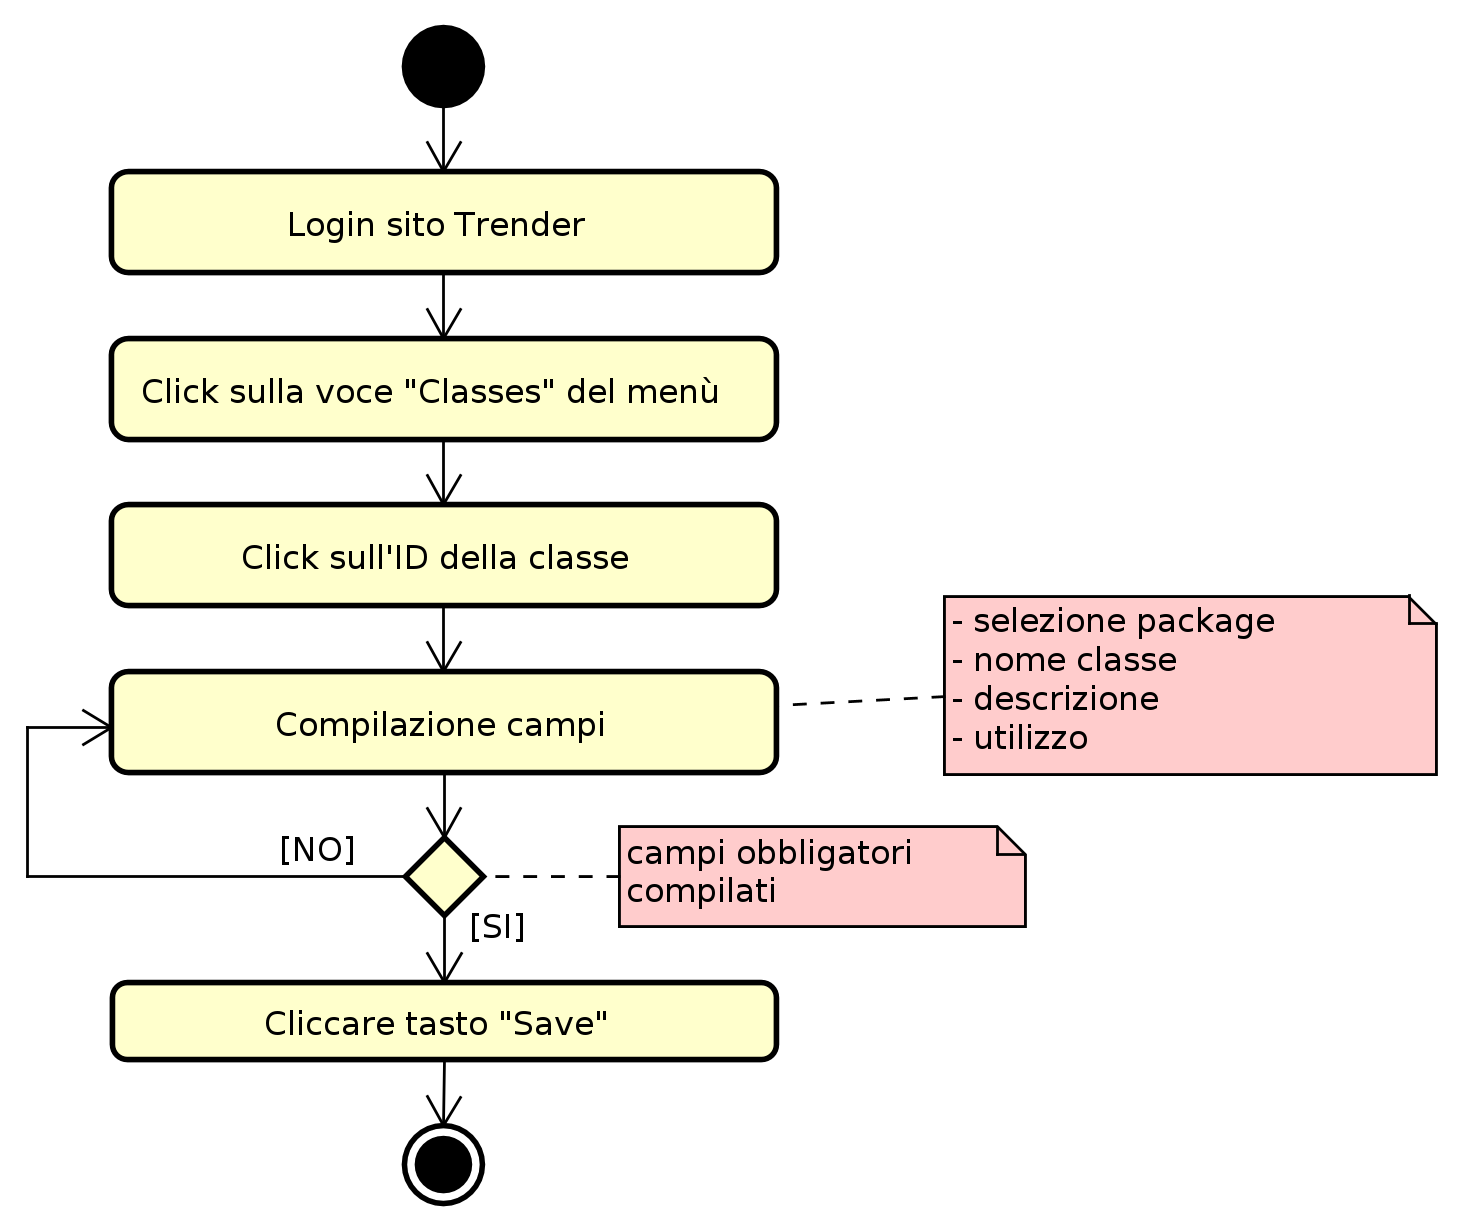 Login sito Trender
Click sulla voce "Classes" del menù
Click sull'ID della classe
- selezione package
- nome classe
- descrizione
- utilizzo
Compilazione campi
[NO]
campi obbligatori
compilati
[SI]
Cliccare tasto "Save"